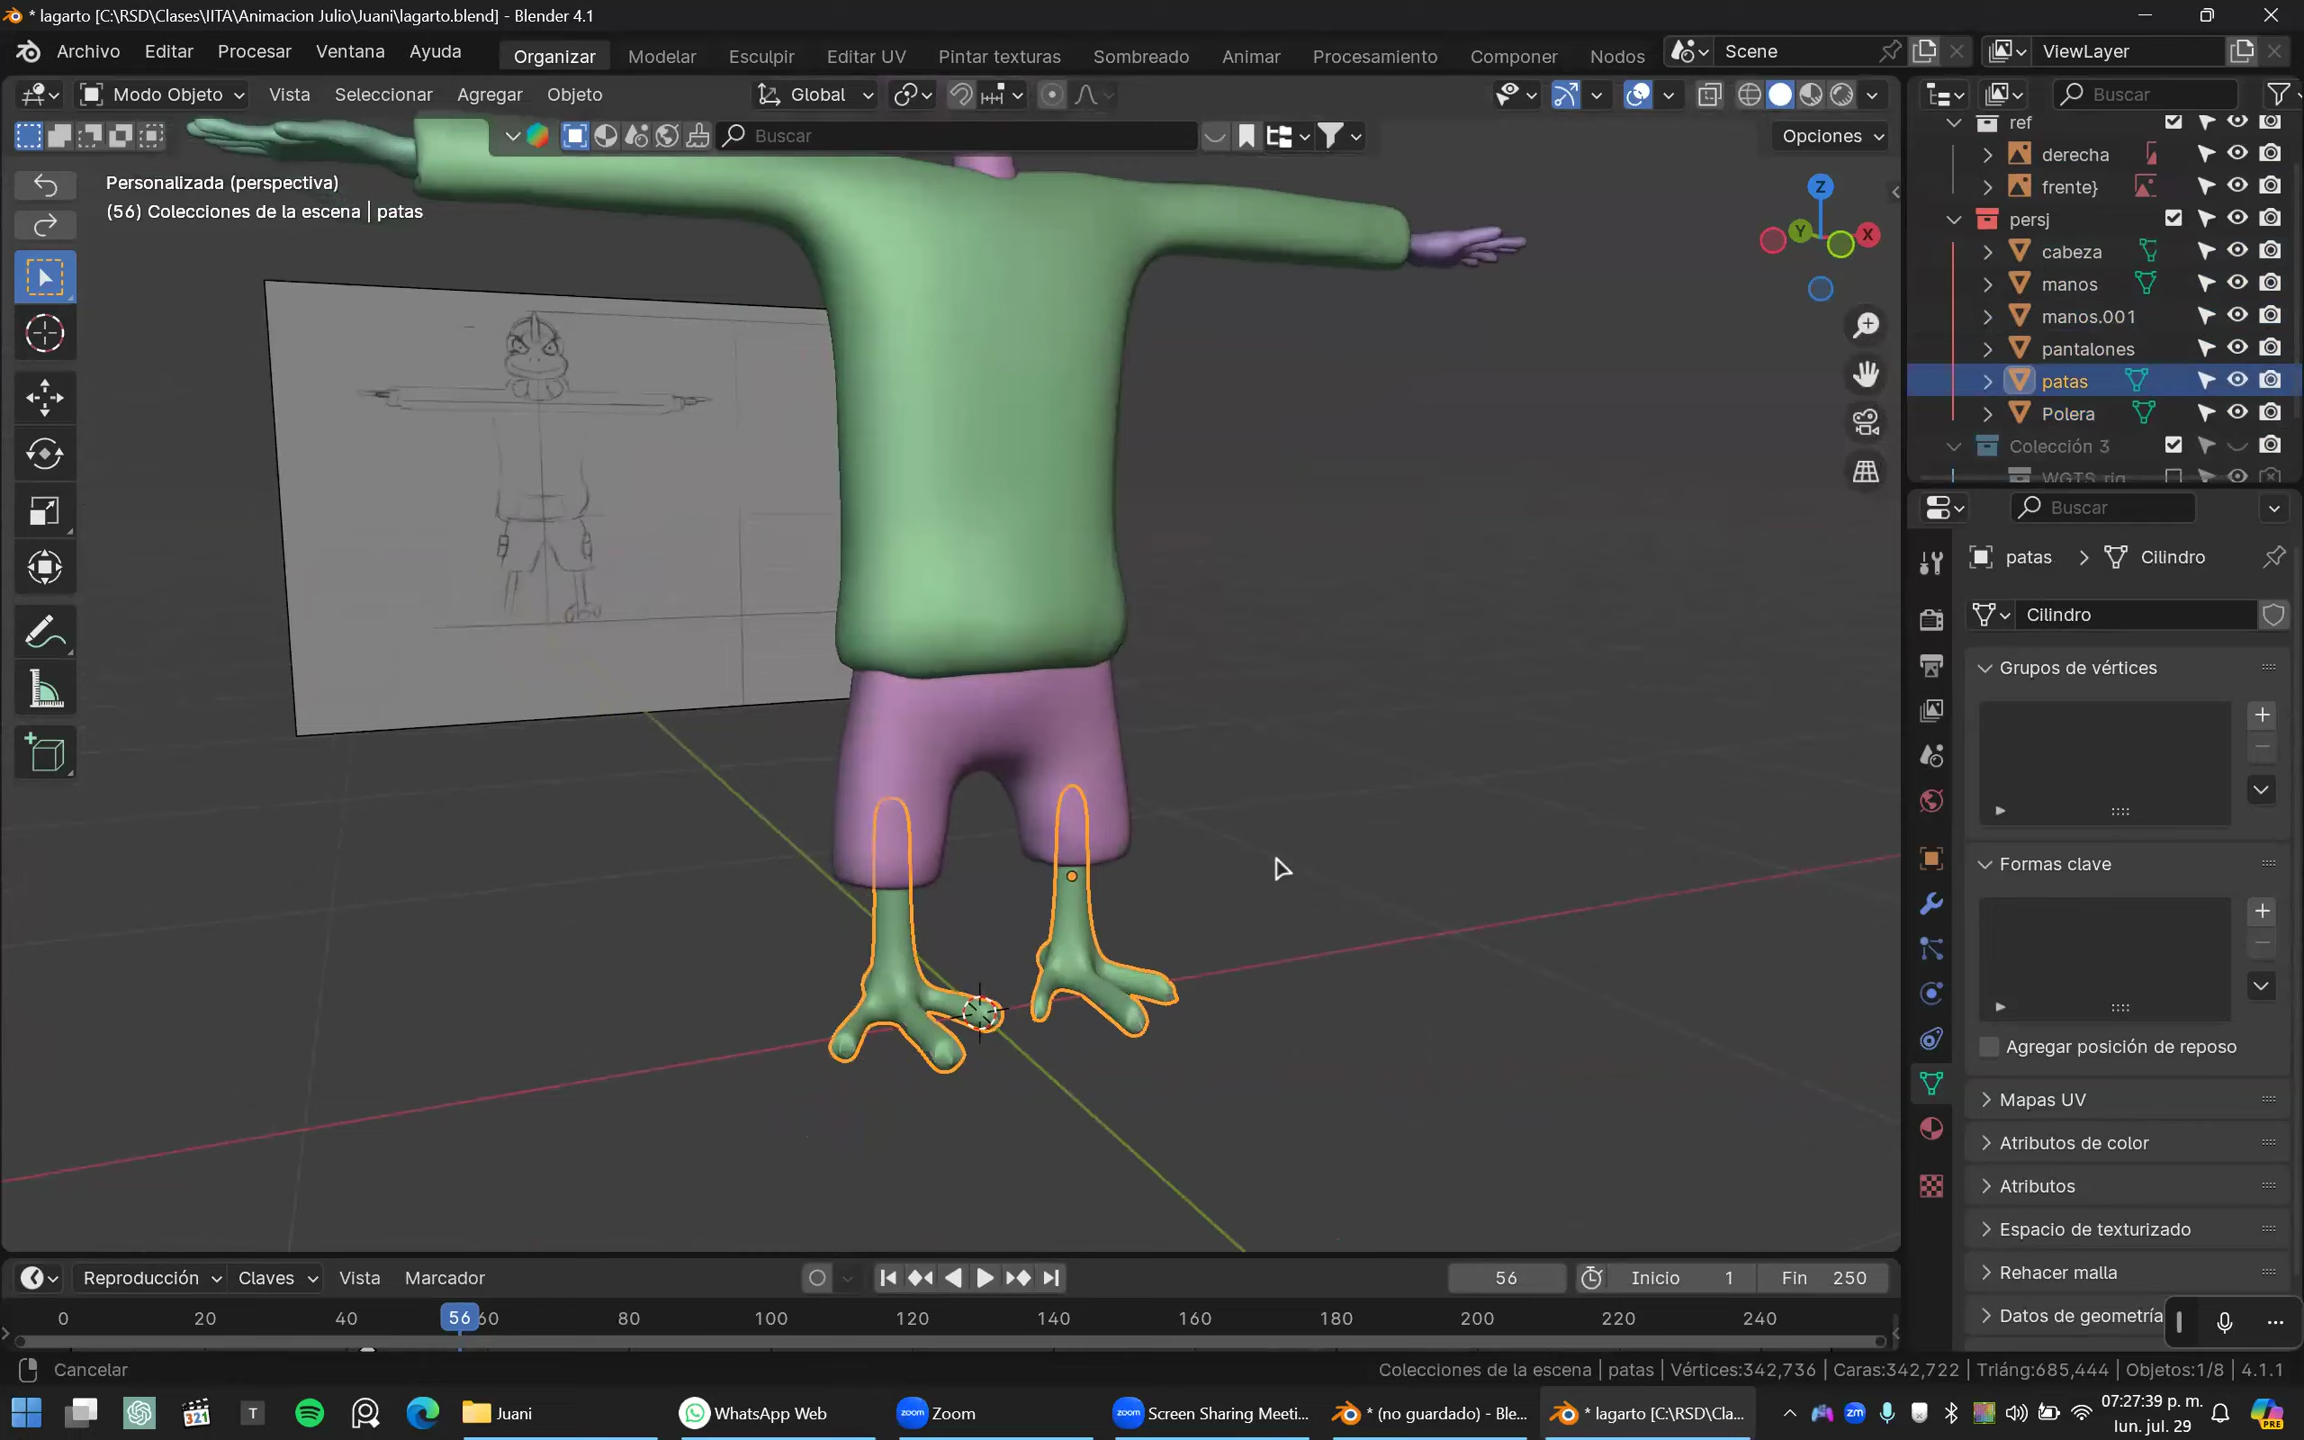 * lagarto [C:\RSD\Clases\IITA\Animacion Julio\Juani\lagarto.blend] - Blender 4.1
Archivo Editar Procesar Ventana Ayuda
Organizar Modelar Esculpir Editar UV Pintar texturas Sombreado Animar Procesamiento Componer Nodos
Scene
ViewLayer
Modo Objeto Vista Seleccionar Agregar Objeto
Global
Buscar
Buscar
Opciones
Personalizada (perspectiva)
(56) Colecciones de la escena | patas
Z
Y
X
ref
derecha
frente}
persj
cabeza
manos
manos.001
pantalones
patas
Polera
Colección 3
WGTS_rig
Buscar
patas > Cilindro
Cilindro
Grupos de vértices
Formas clave
Agregar posición de reposo
Mapas UV
Atributos de color
Atributos
Espacio de texturizado
Rehacer malla
Datos de geometría
Reproducción Claves Vista Marcador
56
Inicio 1
Fin 250
0 20 40 56 60 80 100 120 140 160 180 200 220 240
Cancelar
Colecciones de la escena | patas | Vértices:342,736 | Caras:342,722 | Triáng:685,444 | Objetos:1/8 | 4.1.1
Juani
WhatsApp Web
zoom Zoom
zoom Screen Sharing Meeti...
* (no guardado) - Ble...
* lagarto [C:\RSD\Cla...
321
T
zm
07:27:39 p. m.
lun. jul. 29
PRE